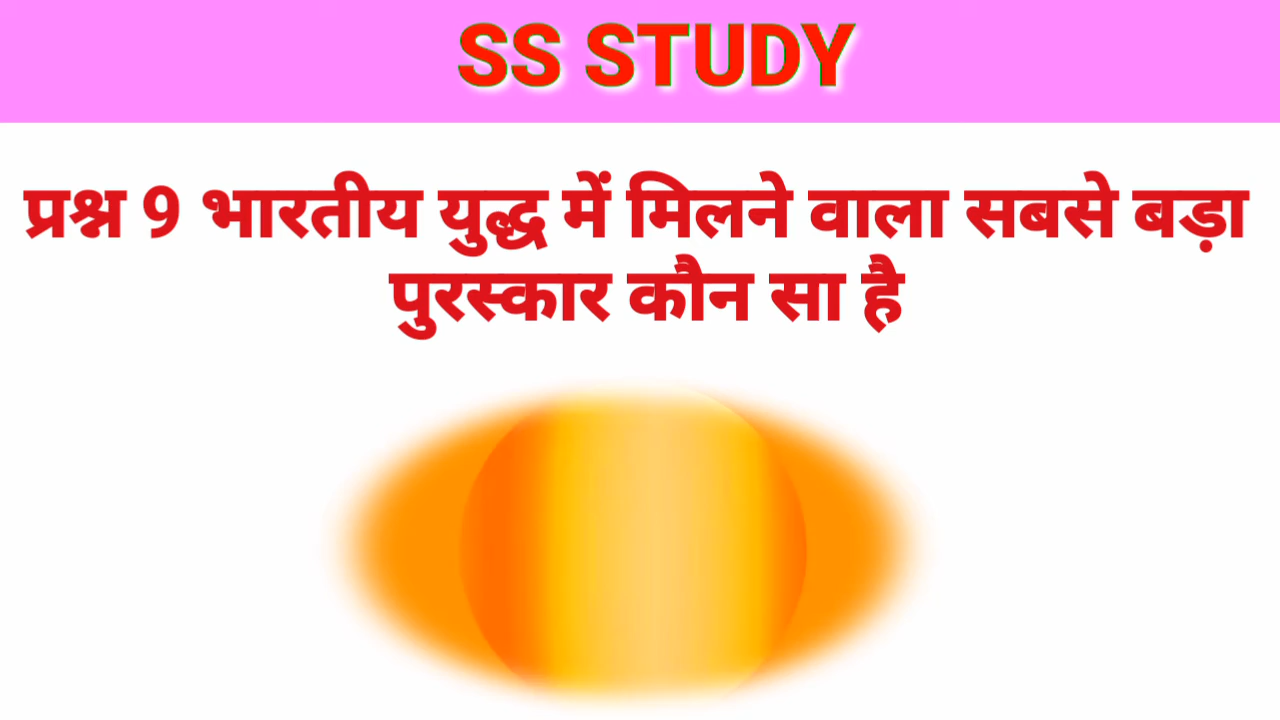 SS STUDY
प्रश्न 9 भारतीय युद्ध में मिलने वाला सबसे बड़ा
पुरस्कार कौन सा है